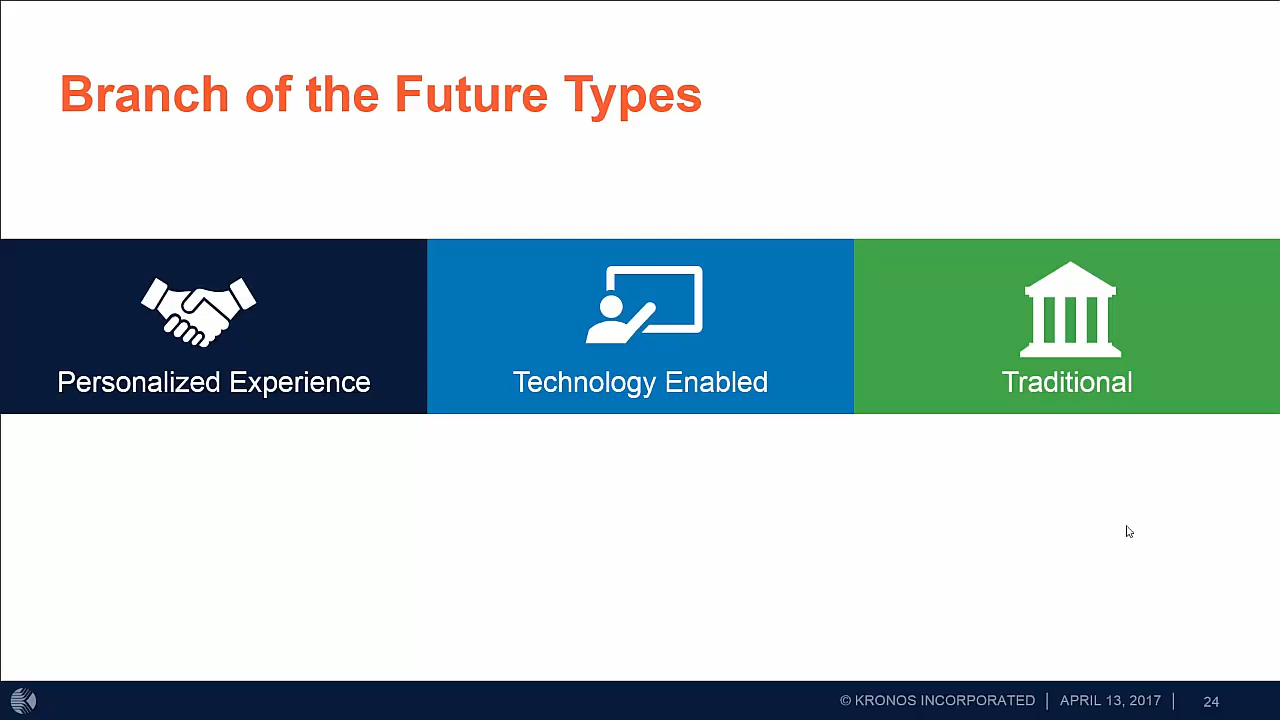 Branch of the Future Types
Personalized Experience
Technology Enabled
Traditional
© KRONOS INCORPORATED | APRIL 13, 2017 | 24